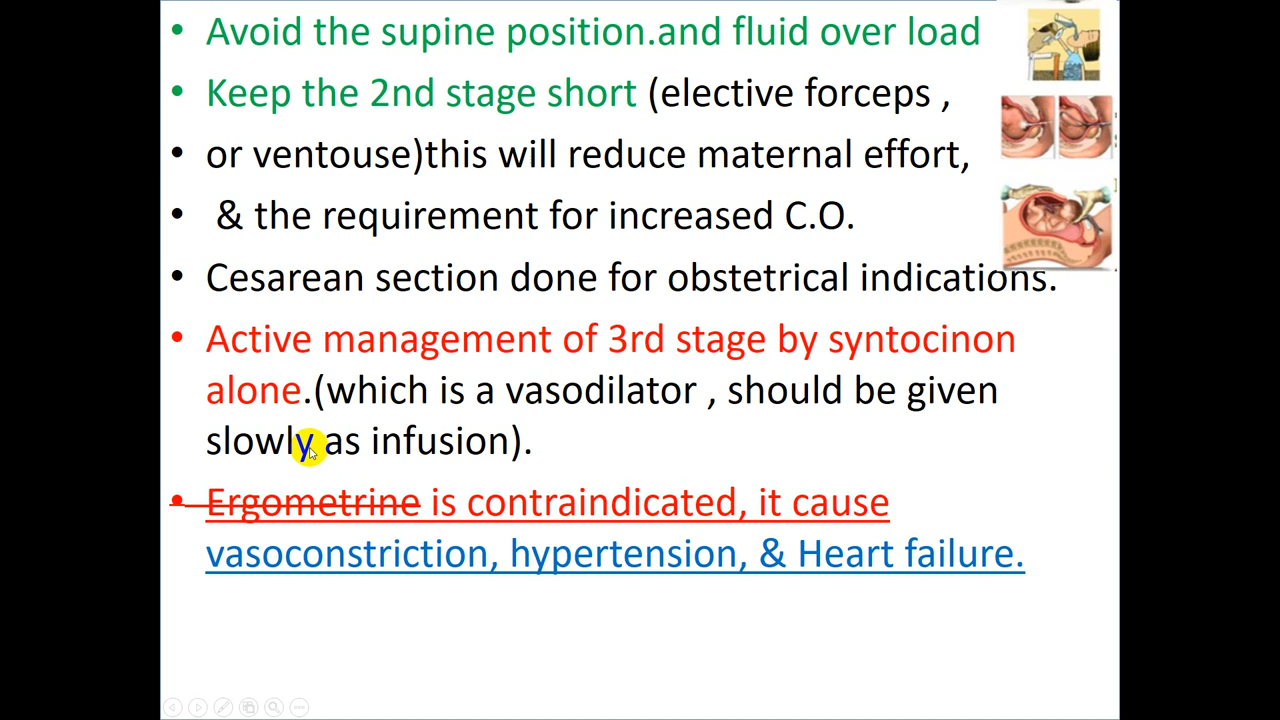 • Avoid the supine position.and fluid over load
• Keep the 2nd stage short (elective forceps ,
• or ventouse)this will reduce maternal effort,
• & the requirement for increased C.O.
• Cesarean section done for obstetrical indications.
• Active management of 3rd stage by syntocinon
alone.(which is a vasodilator , should be given
slowly as infusion).
• Ergometrine is contraindicated, it cause
vasoconstriction, hypertension, & Heart failure.